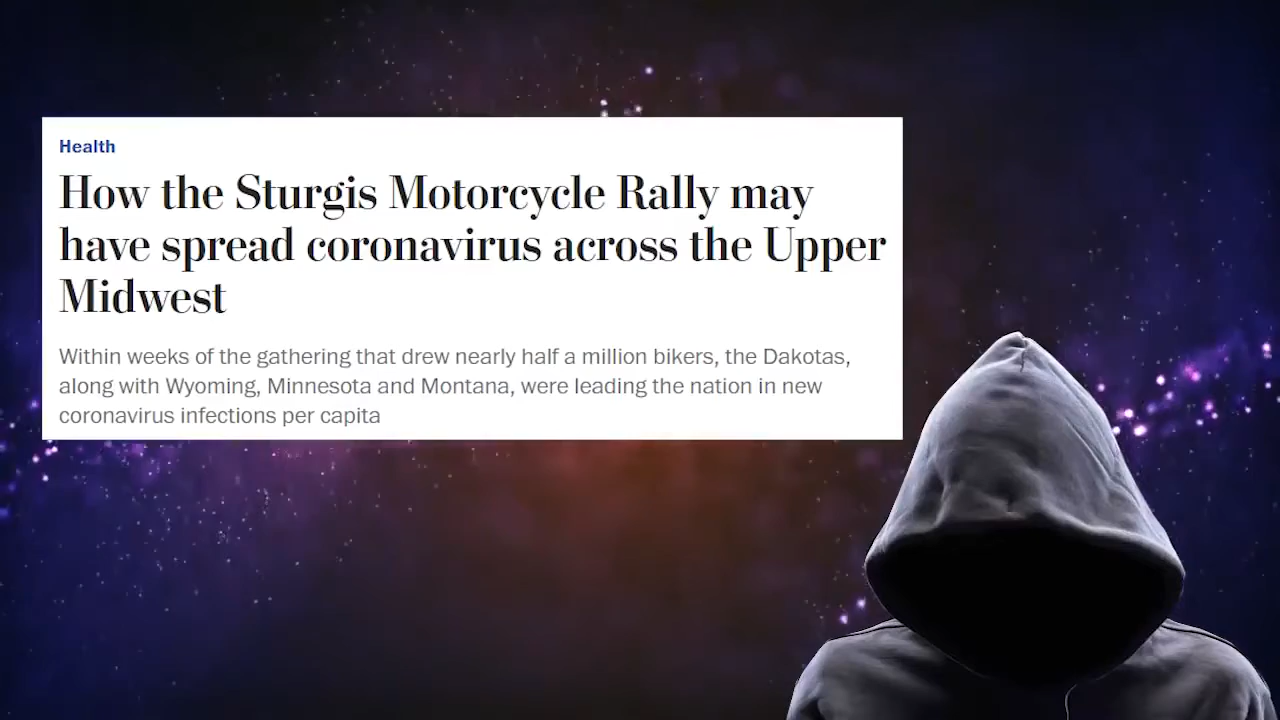 Health
How the Sturgis Motorcycle Rally may
have spread coronavirus across the Upper
Midwest
Within weeks of the gathering that drew nearly half a million bikers, the Dakotas,
along with Wyoming, Minnesota and Montana, were leading the nation in new
coronavirus infections per capita